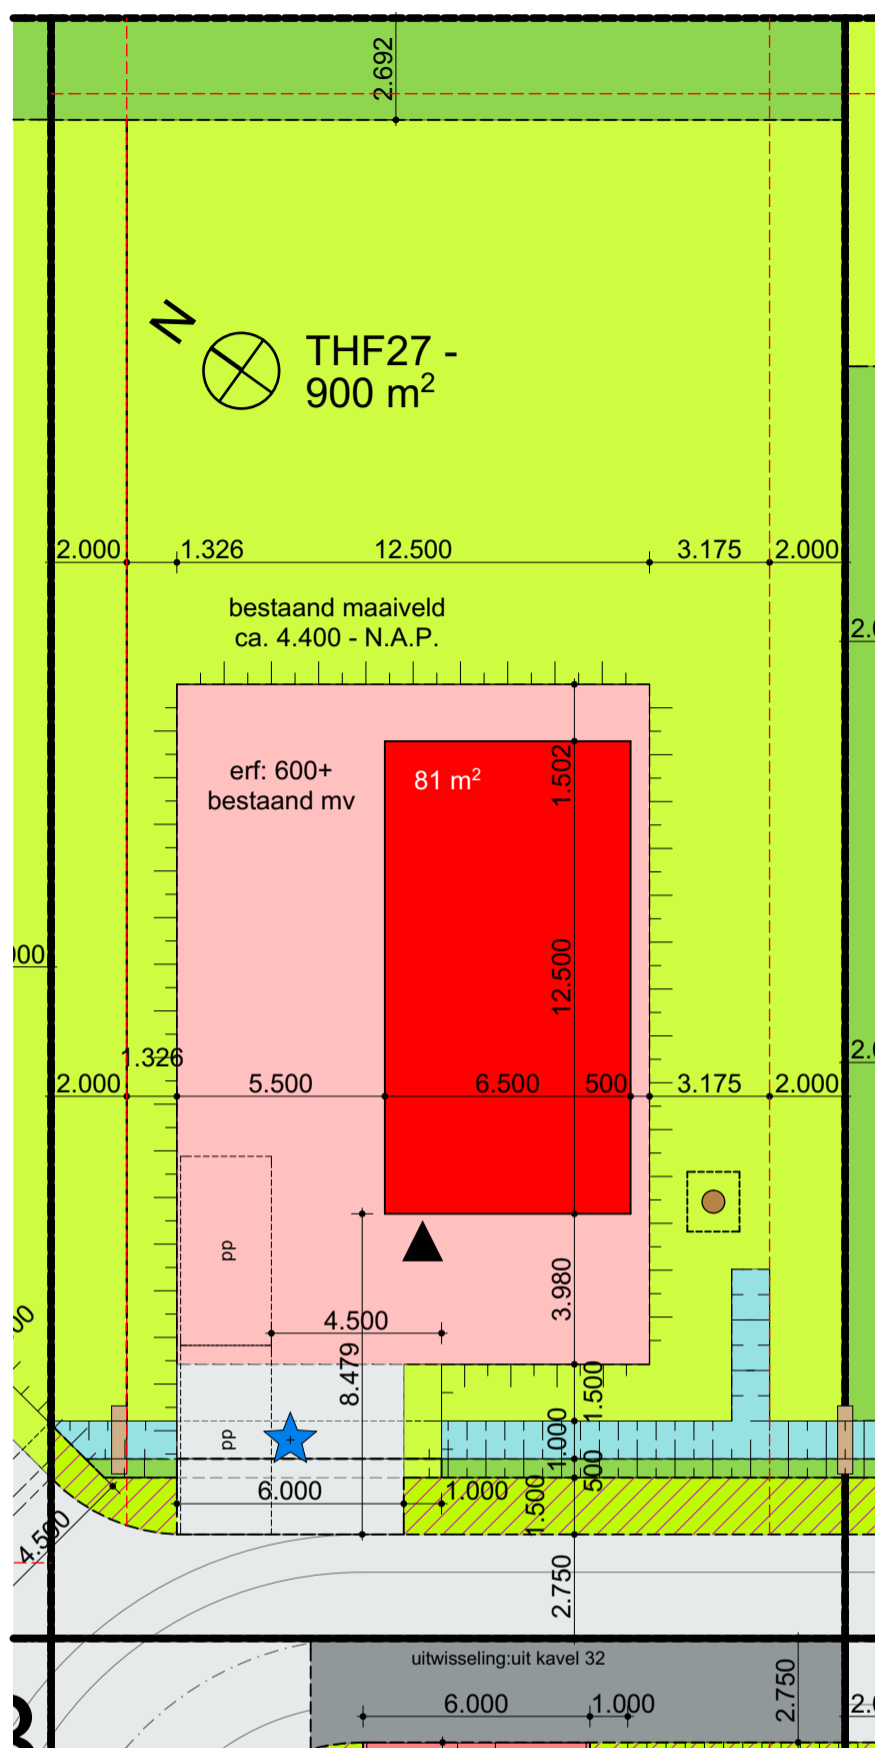 2.692
N
THF27 -
900 m²
2.000 1.326 12.500 3.175 2.000
bestaand maaiveld
ca. 4.400 - N.A.P.
erf: 600+
bestaand mv
81 m²
1.502
12.500
1.326
2.000 5.500 6.500 500 3.175 2.000
pp
3.980
4.500
8.479
1.500
pp
1.000
500
6.000 1.000
1.500
4.500
2.750
uitwisseling:uit kavel 32
6.000 1.000
2.750